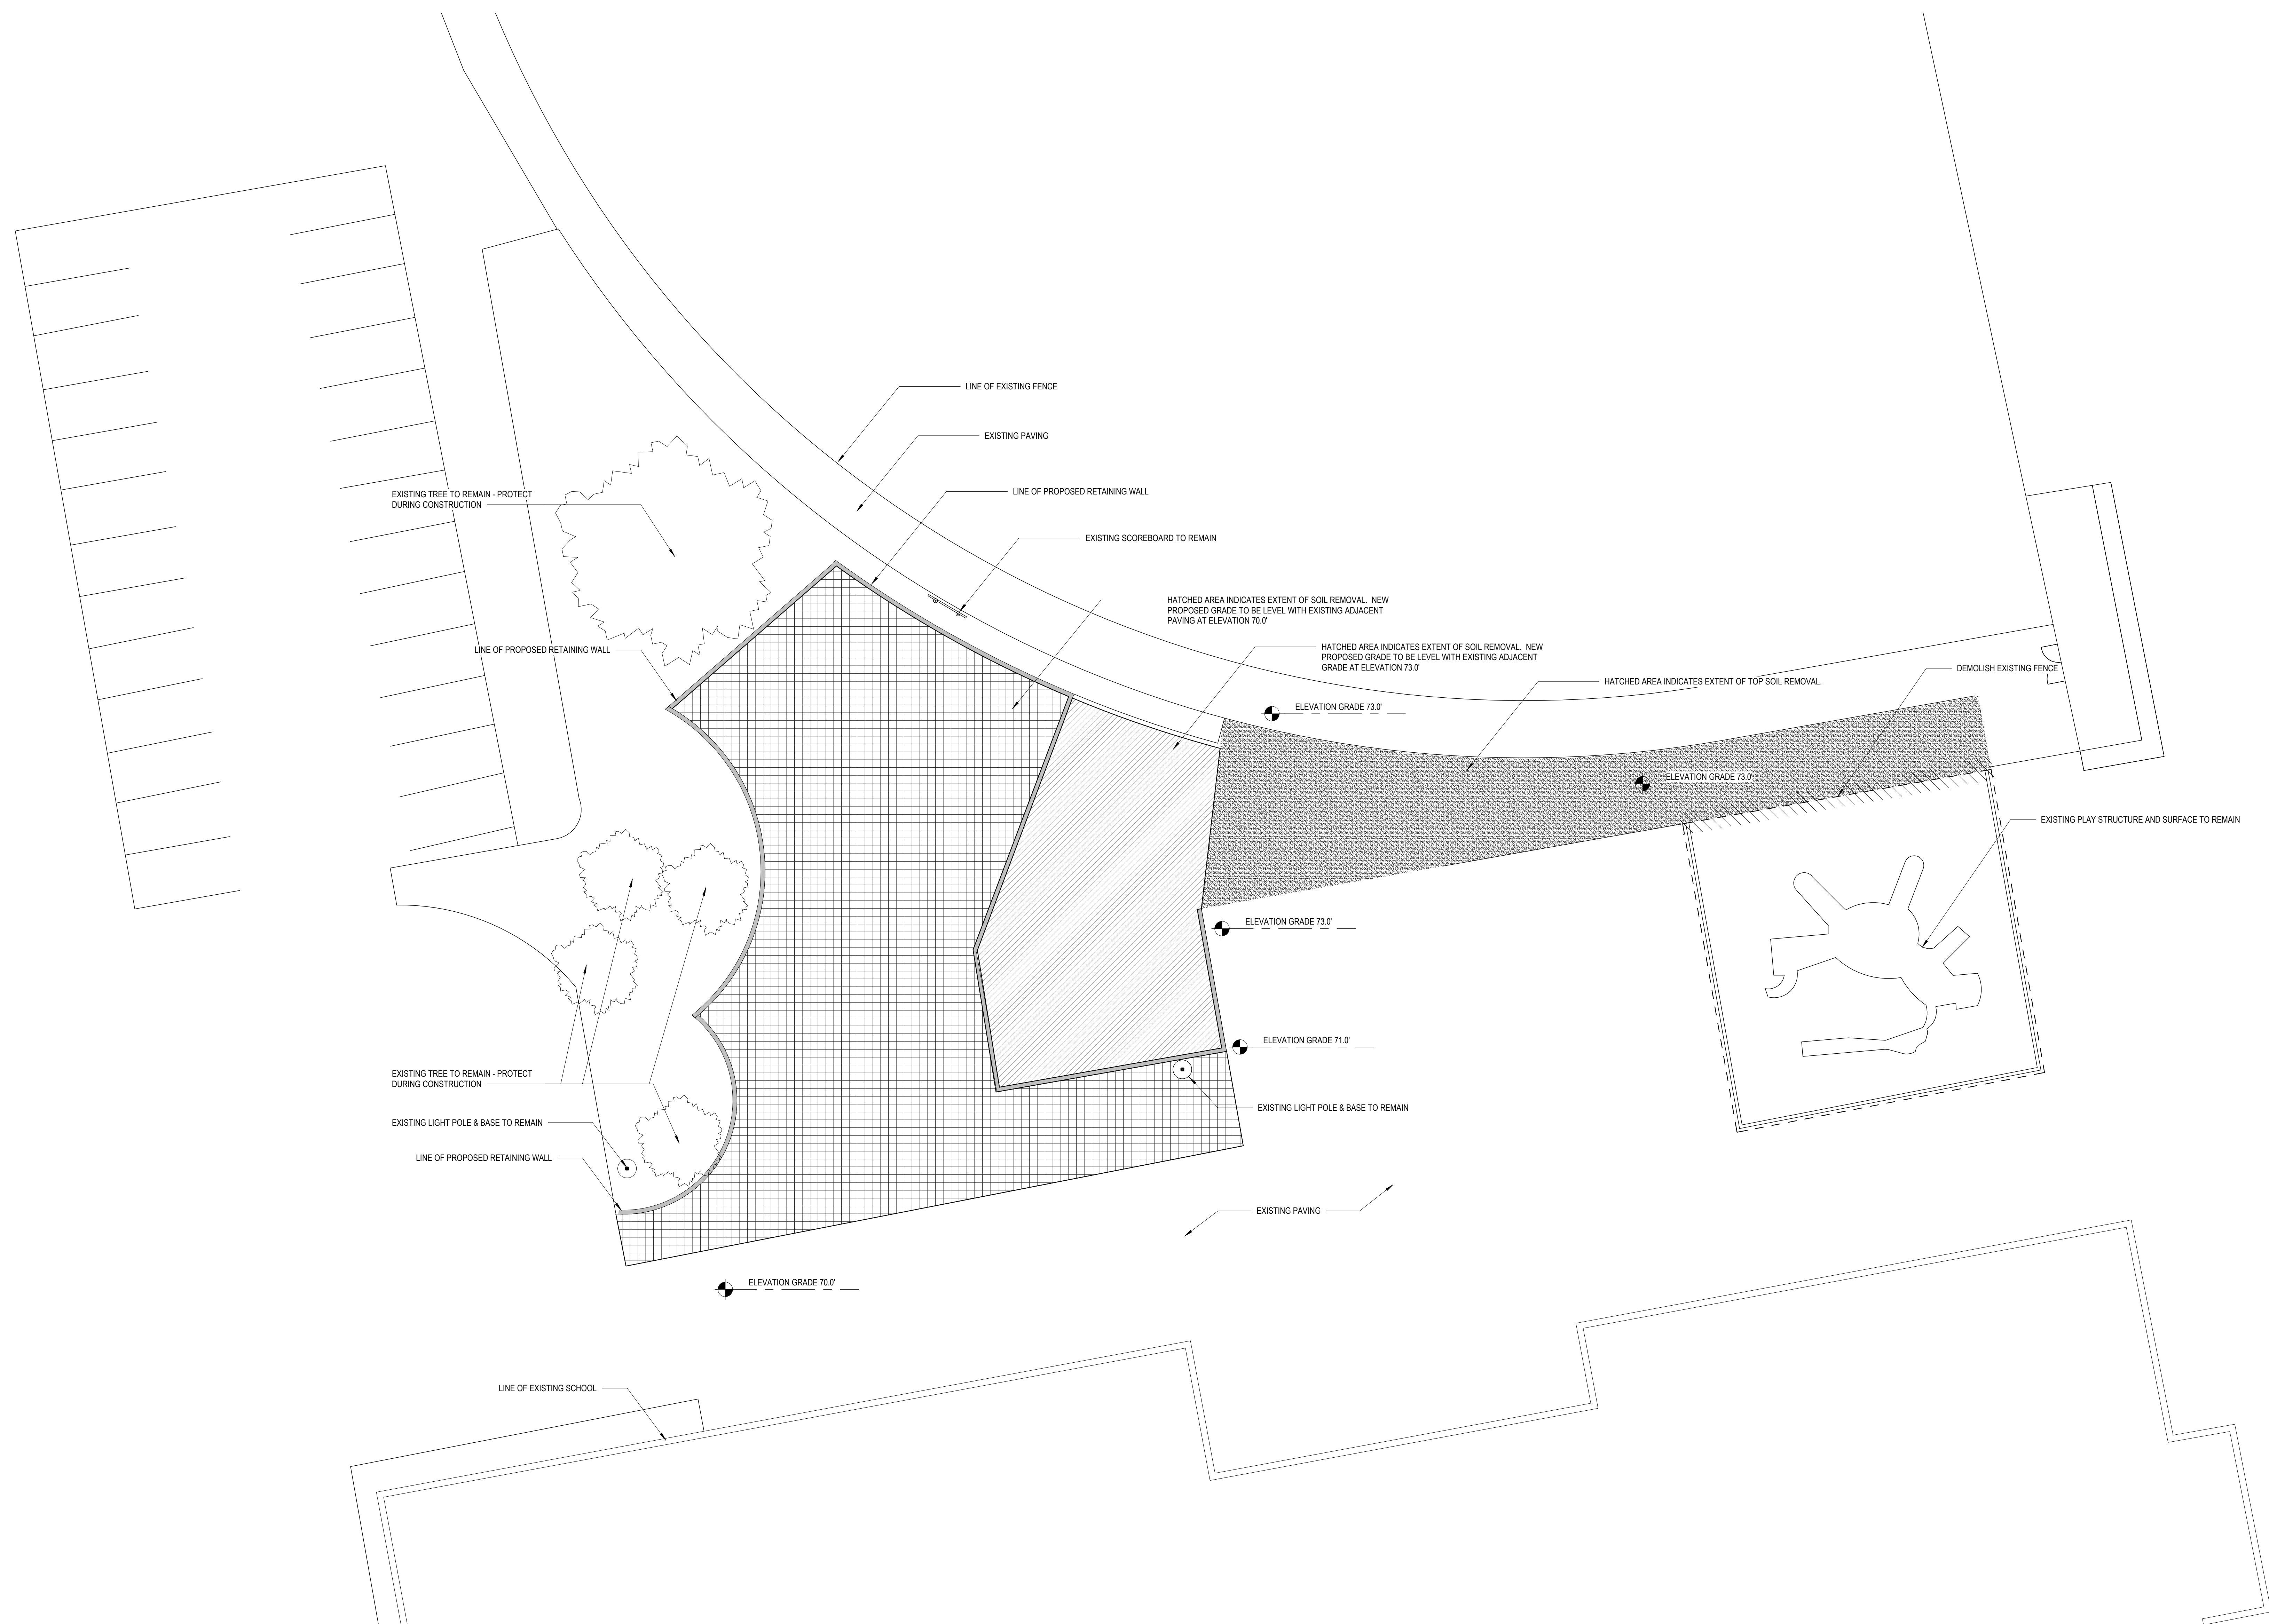 LINE OF EXISTING FENCE
EXISTING PAVING
LINE OF PROPOSED RETAINING WALL
EXISTING TREE TO REMAIN - PROTECT
DURING CONSTRUCTION
EXISTING SCOREBOARD TO REMAIN
HATCHED AREA INDICATES EXTENT OF SOIL REMOVAL. NEW
PROPOSED GRADE TO BE LEVEL WITH EXISTING ADJACENT
PAVING AT ELEVATION 70.0'
LINE OF PROPOSED RETAINING WALL
HATCHED AREA INDICATES EXTENT OF SOIL REMOVAL. NEW
PROPOSED GRADE TO BE LEVEL WITH EXISTING ADJACENT
GRADE AT ELEVATION 73.0'
DEMOLISH EXISTING FENCE
HATCHED AREA INDICATES EXTENT OF TOP SOIL REMOVAL.
ELEVATION GRADE 73.0'
ELEVATION GRADE 73.0'
EXISTING PLAY STRUCTURE AND SURFACE TO REMAIN
ELEVATION GRADE 73.0'
ELEVATION GRADE 71.0'
EXISTING TREE TO REMAIN - PROTECT
DURING CONSTRUCTION
EXISTING LIGHT POLE & BASE TO REMAIN
EXISTING LIGHT POLE & BASE TO REMAIN
LINE OF PROPOSED RETAINING WALL
EXISTING PAVING
ELEVATION GRADE 70.0'
LINE OF EXISTING SCHOOL